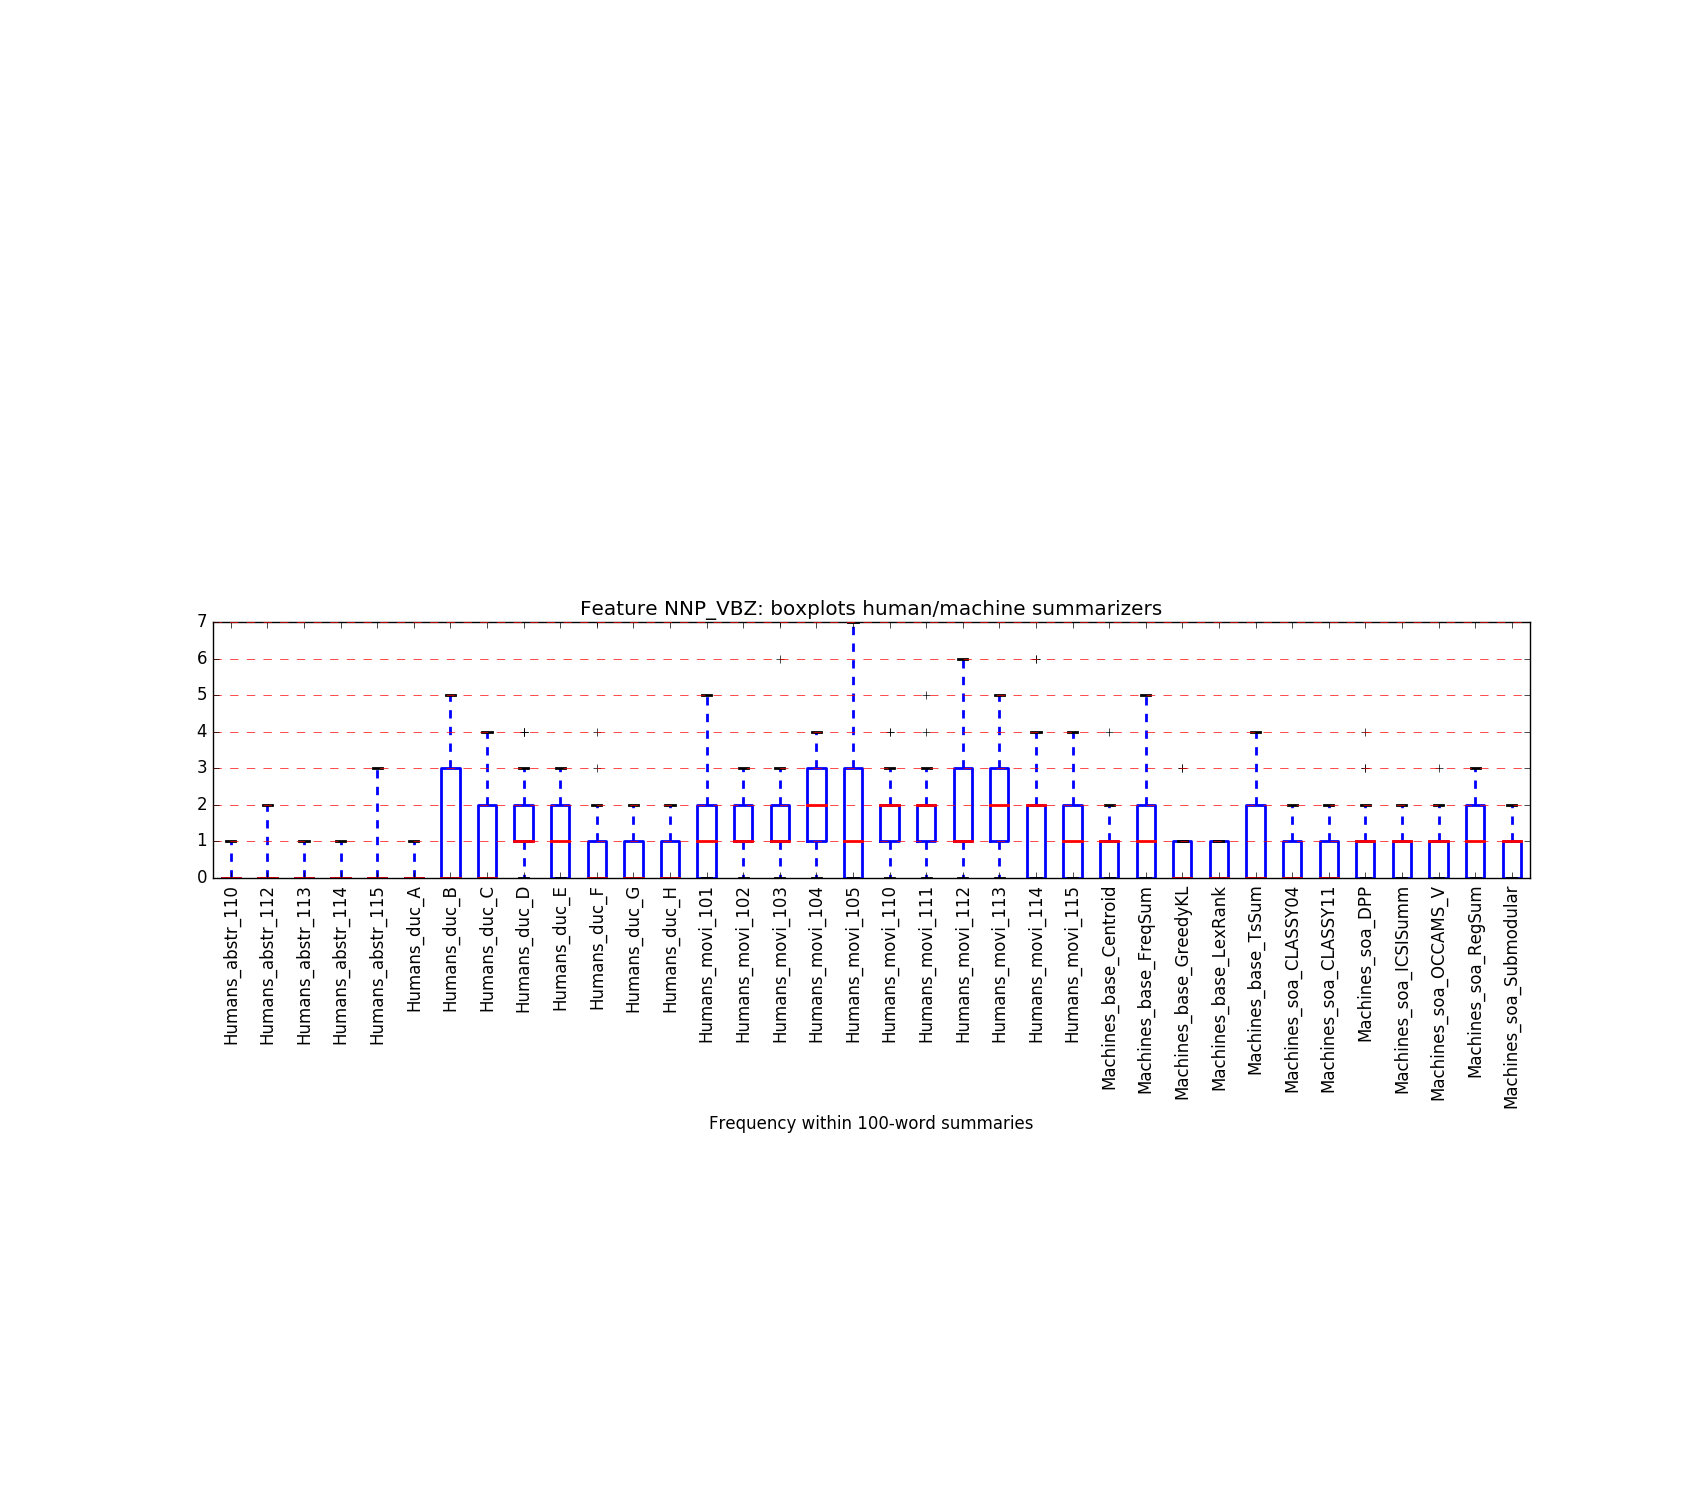 Feature NNP_VBZ: boxplots human/machine summarizers
7
6
5
4
3
2
1
0
Humans_abstr_110
Humans_abstr_112
Humans_abstr_113
Humans_abstr_114
Humans_abstr_115
Humans_duc_A
Humans_duc_B
Humans_duc_C
Humans_duc_D
Humans_duc_E
Humans_duc_F
Humans_duc_G
Humans_duc_H
Humans_movi_101
Humans_movi_102
Humans_movi_103
Humans_movi_104
Humans_movi_105
Humans_movi_110
Humans_movi_111
Humans_movi_112
Humans_movi_113
Humans_movi_114
Humans_movi_115
Machines_base_Centroid
Machines_base_FreqSum
Machines_base_GreedyKL
Machines_base_LexRank
Machines_base_TsSum
Machines_soa_CLASSY04
Machines_soa_CLASSY11
Machines_soa_DPP
Machines_soa_ICSISumm
Machines_soa_OCCAMS_V
Machines_soa_RegSum
Machines_soa_Submodular
Frequency within 100-word summaries